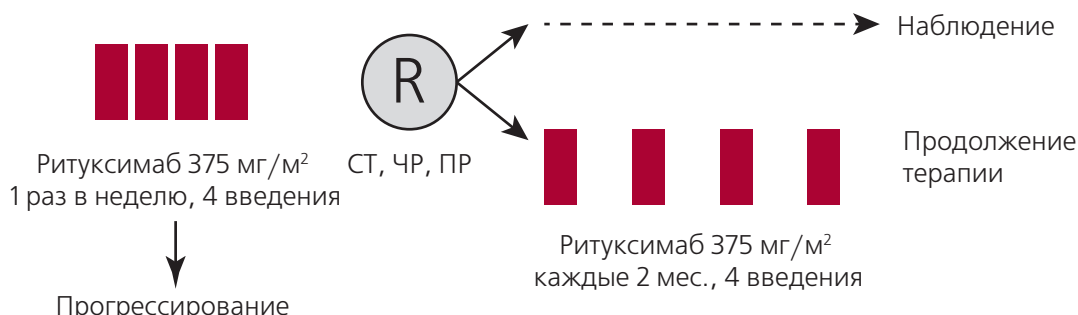 Наблюдение
R
Ритуксимаб 375 мг/м²
1 раз в неделю, 4 введения
СТ, ЧР, ПР
Продолжение
терапии
Ритуксимаб 375 мг/м²
каждые 2 мес., 4 введения
Прогрессирование